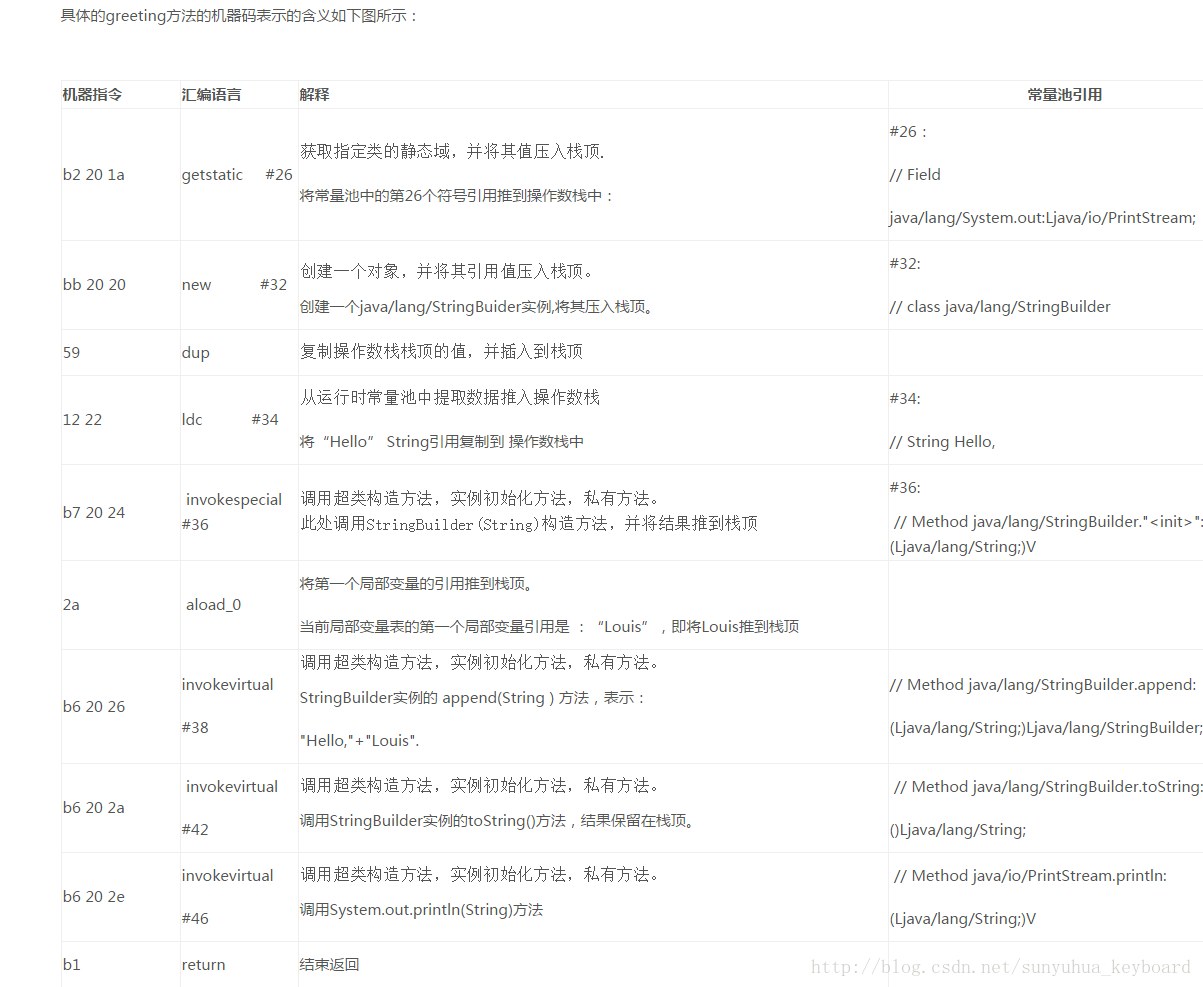 具体的greeting方法的机器码表示的含义如下图所示：
机器指令 汇编语言 解释 常量池引用
b2 20 1a
getstatic #26
获取指定类的静态域，并将其值压入栈顶.
将常量池中的第26个符号引用推到操作数栈中：
#26：
// Field
java/lang/System.out:Ljava/io/PrintStream;
bb 20 20
new #32
创建一个对象，并将其引用值压入栈顶。
创建一个java/lang/StringBuider实例,将其压入栈顶。
#32:
// class java/lang/StringBuilder
59
dup
复制操作数栈栈顶的值，并插入到栈顶
12 22
ldc #34
从运行时常量池中提取数据推入操作数栈
将“Hello” String引用复制到 操作数栈中
#34:
// String Hello,
b7 20 24
invokespecial
#36
调用超类构造方法，实例初始化方法，私有方法。
此处调用StringBuilder(String)构造方法，并将结果推到栈顶
#36:
// Method java/lang/StringBuilder."<init>":
(Ljava/lang/String;)V
2a
aload_0
将第一个局部变量的引用推到栈顶。
当前局部变量表的第一个局部变量引用是 ：“Louis” ，即将Louis推到栈顶
b6 20 26
invokevirtual
#38
调用超类构造方法，实例初始化方法，私有方法。
StringBuilder实例的 append(String ) 方法，表示：
"Hello,"+"Louis".
// Method java/lang/StringBuilder.append:
(Ljava/lang/String;)Ljava/lang/StringBuilder;
b6 20 2a
invokevirtual
#42
调用超类构造方法，实例初始化方法，私有方法。
调用StringBuilder实例的toString()方法，结果保留在栈顶。
// Method java/lang/StringBuilder.toString:
()Ljava/lang/String;
b6 20 2e
invokevirtual
#46
调用超类构造方法，实例初始化方法，私有方法。
调用System.out.println(String)方法
// Method java/io/PrintStream.println:
(Ljava/lang/String;)V
b1
return
结束返回
http://blog.csdn.net/sunyuhua_keyboard